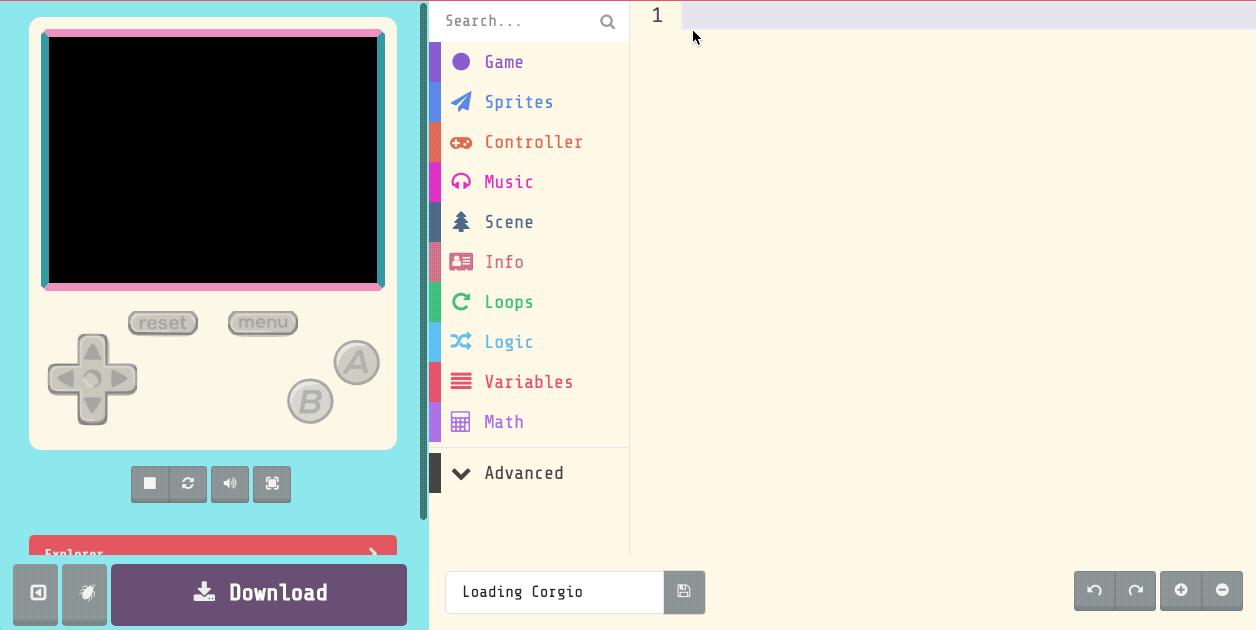 Search...
1
Game
Sprites
Controller
Music
Scene
Info
Loops
Logic
Variables
Math
Advanced
reset
menu
A
B
Explorer
Download
Loading Corgio